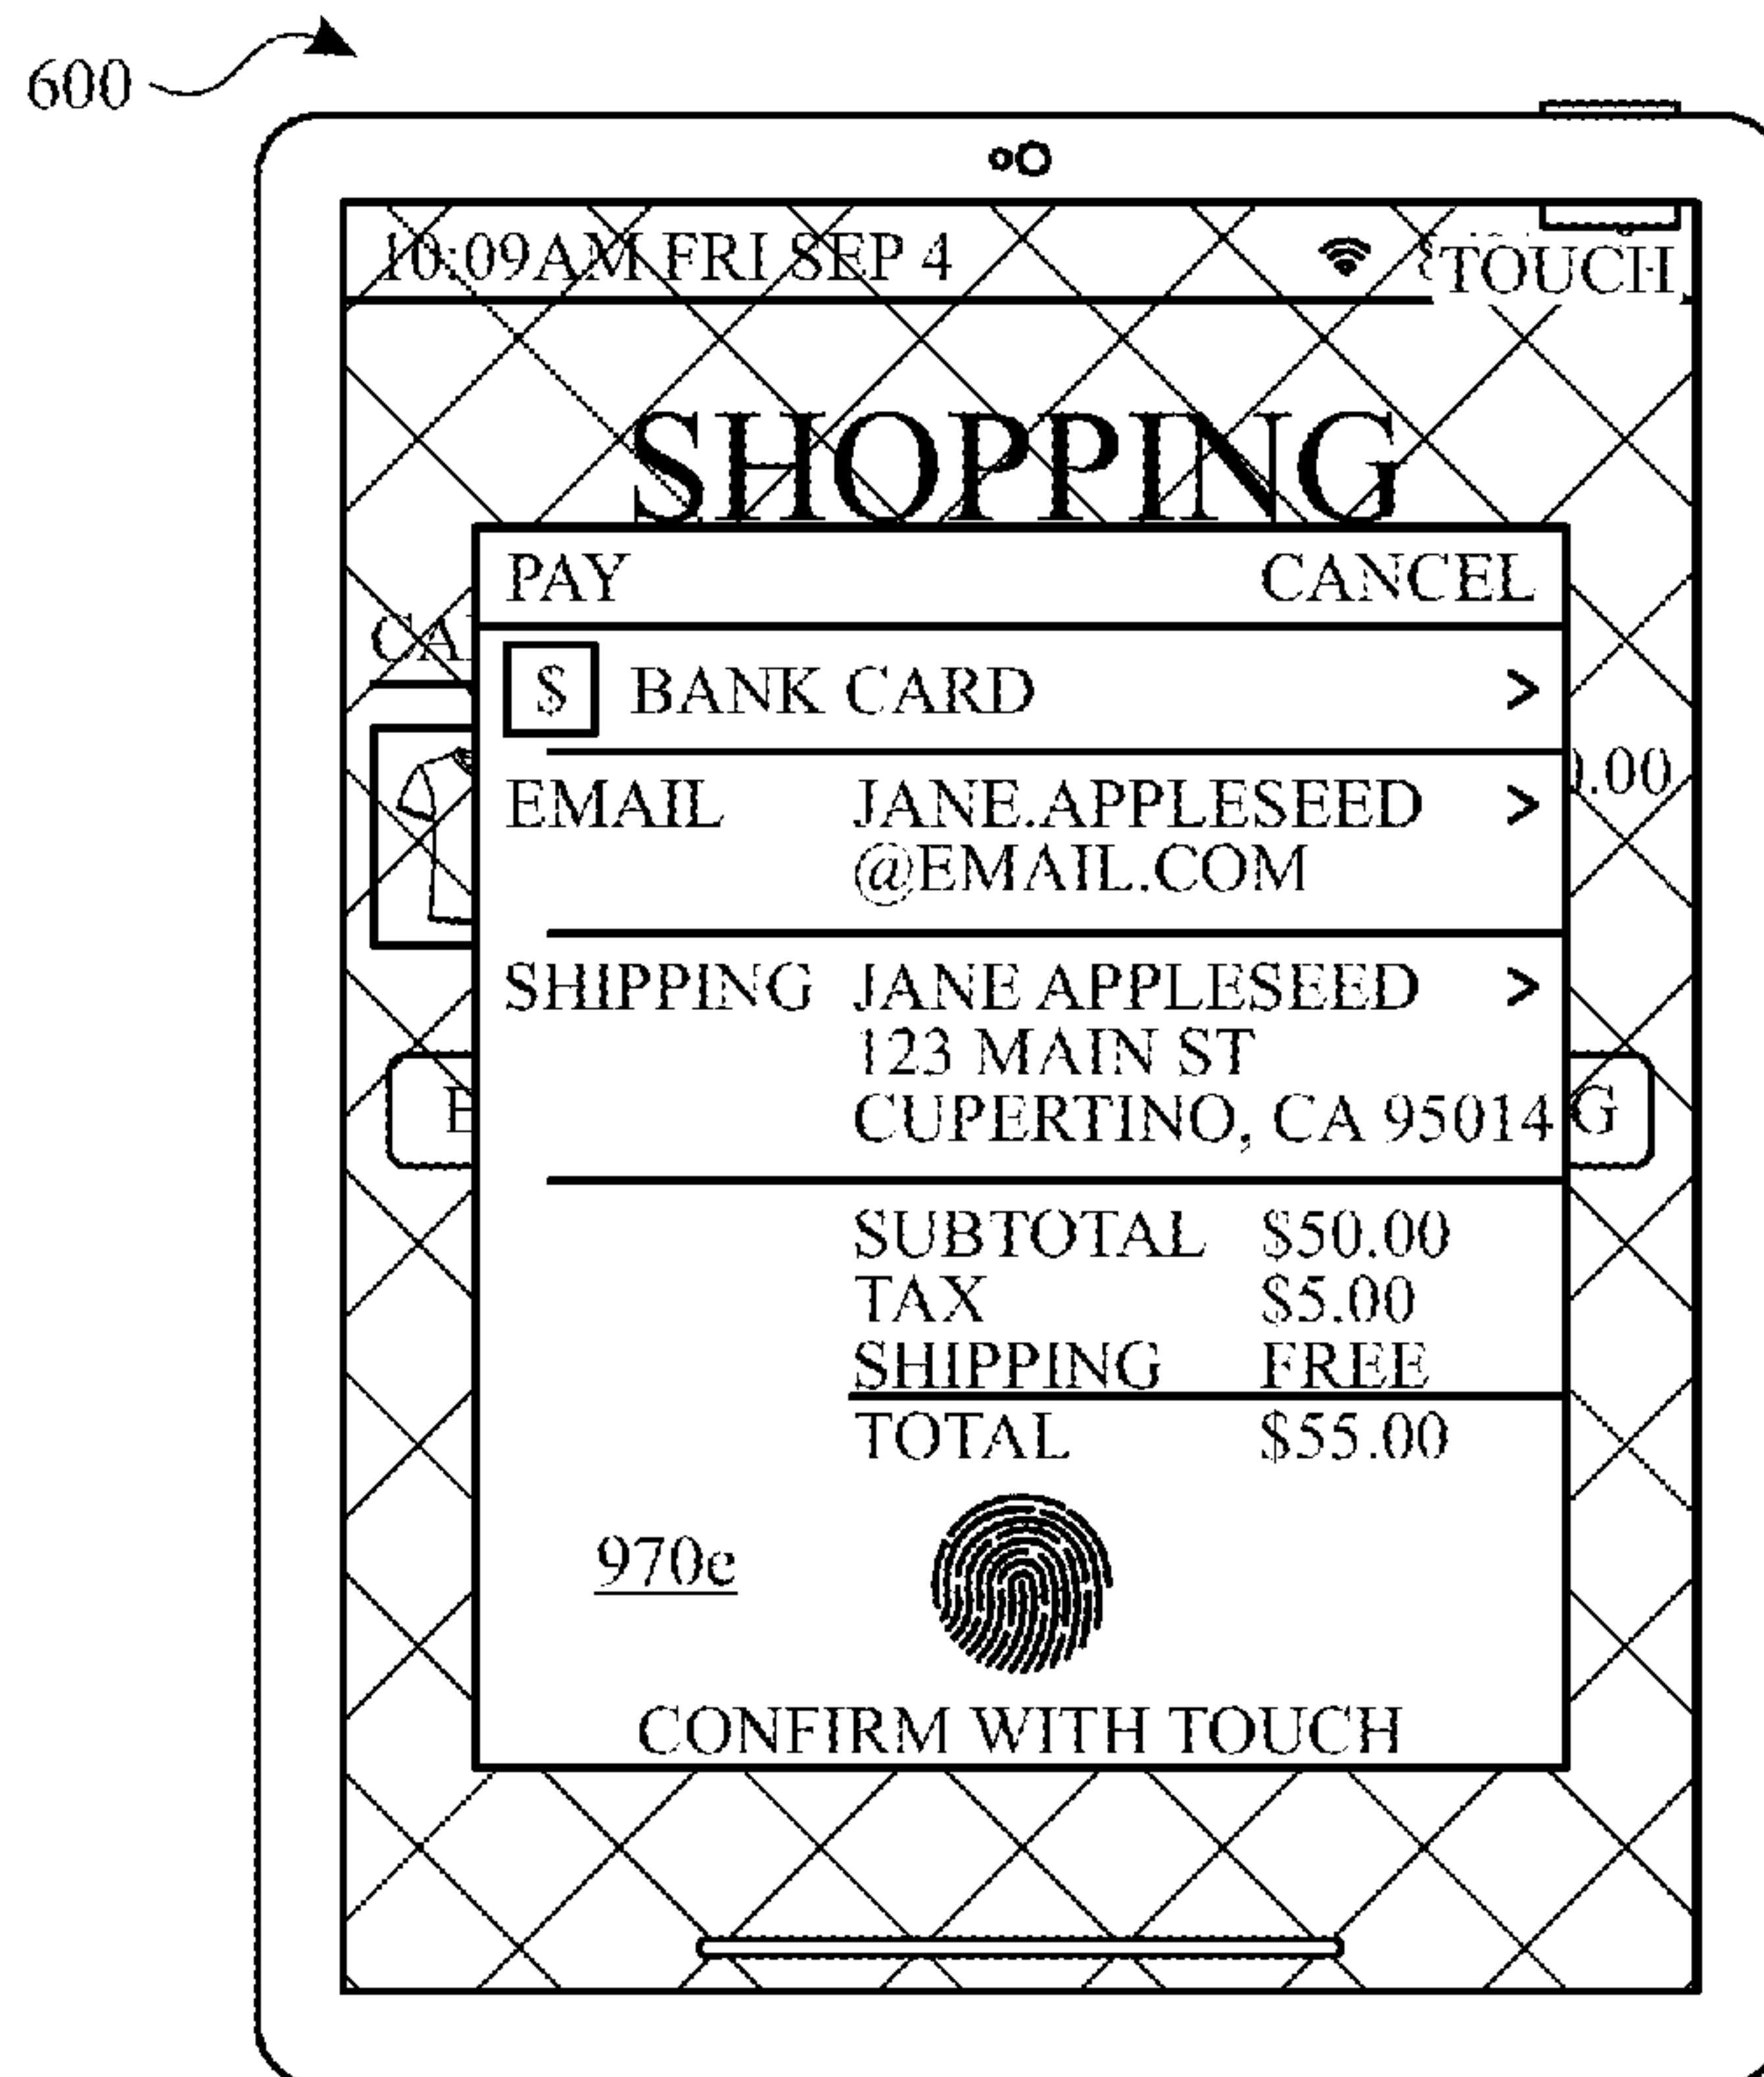 600
10:09AM FRI SEP 4
TOUCH
SHOPPING
PAY CANCEL
$ BANK CARD >
.00
EMAIL JANE.APPLESEED >
@EMAIL.COM
SHIPPING JANE APPLESEED >
123 MAIN ST
CUPERTINO, CA 95014
G
SUBTOTAL $50.00
TAX $5.00
SHIPPING FREE
TOTAL $55.00
970e
CONFIRM WITH TOUCH